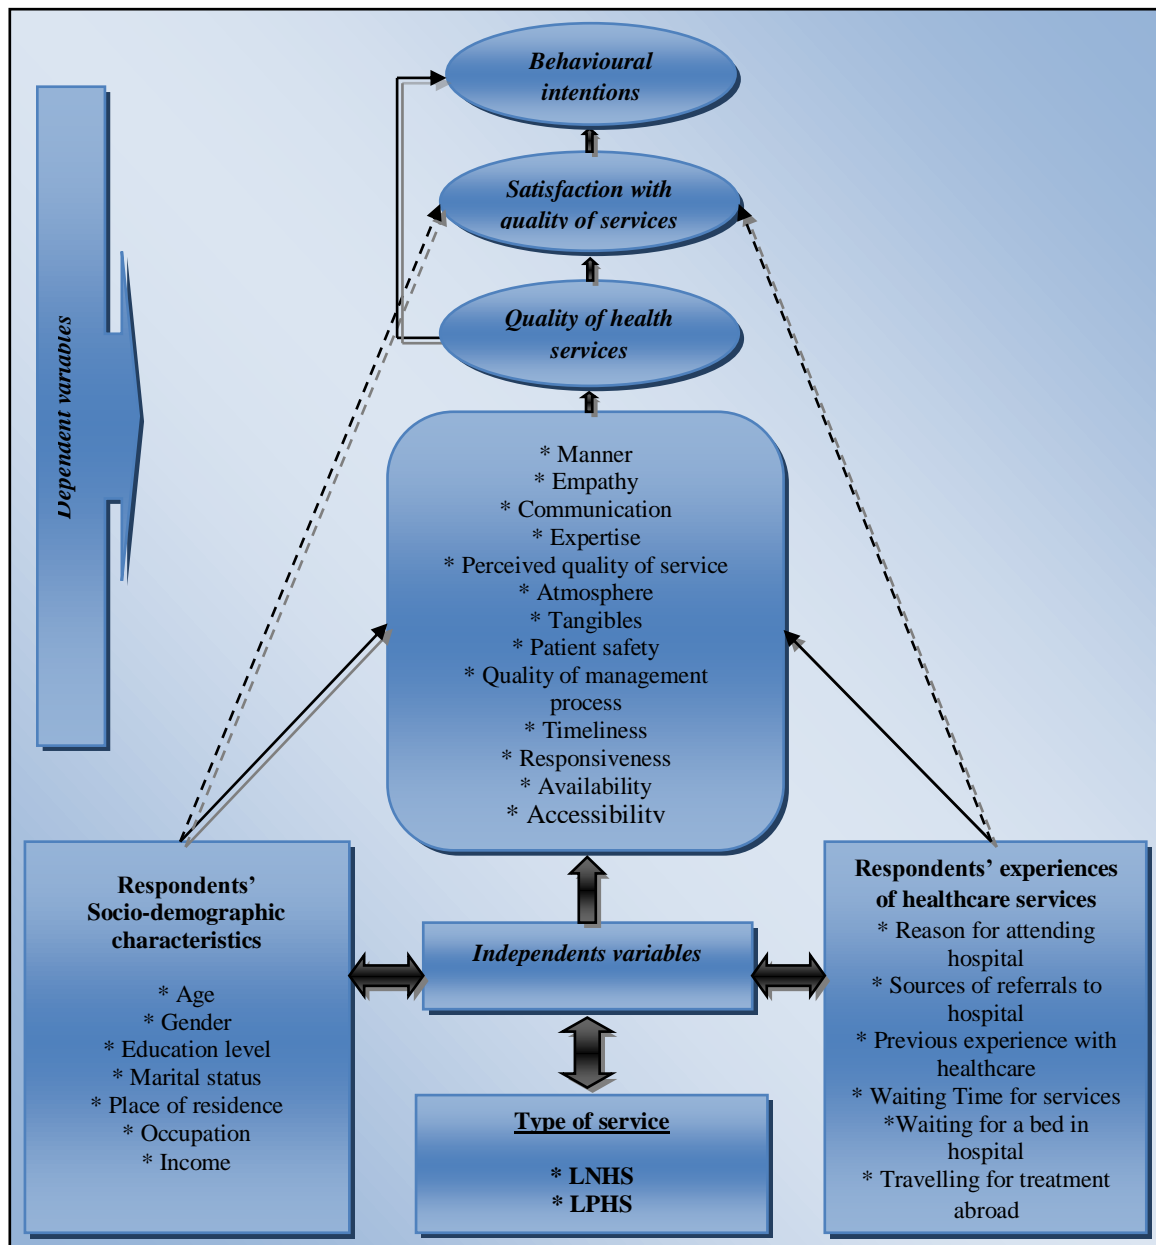 Behavioural
intentions
Satisfaction with
quality of services
Quality of health
services
Dependent variables
* Manner
* Empathy
* Communication
* Expertise
* Perceived quality of service
* Atmosphere
* Tangibles
* Patient safety
* Quality of management
process
* Timeliness
* Responsiveness
* Availability
* Accessibility
Respondents’
Socio-demographic
characteristics
* Age
* Gender
* Education level
* Marital status
* Place of residence
* Occupation
* Income
Independents variables
Type of service
* LNHS
* LPHS
Respondents’ experiences
of healthcare services
* Reason for attending
hospital
* Sources of referrals to
hospital
* Previous experience with
healthcare
* Waiting Time for services
*Waiting for a bed in
hospital
* Travelling for treatment
abroad